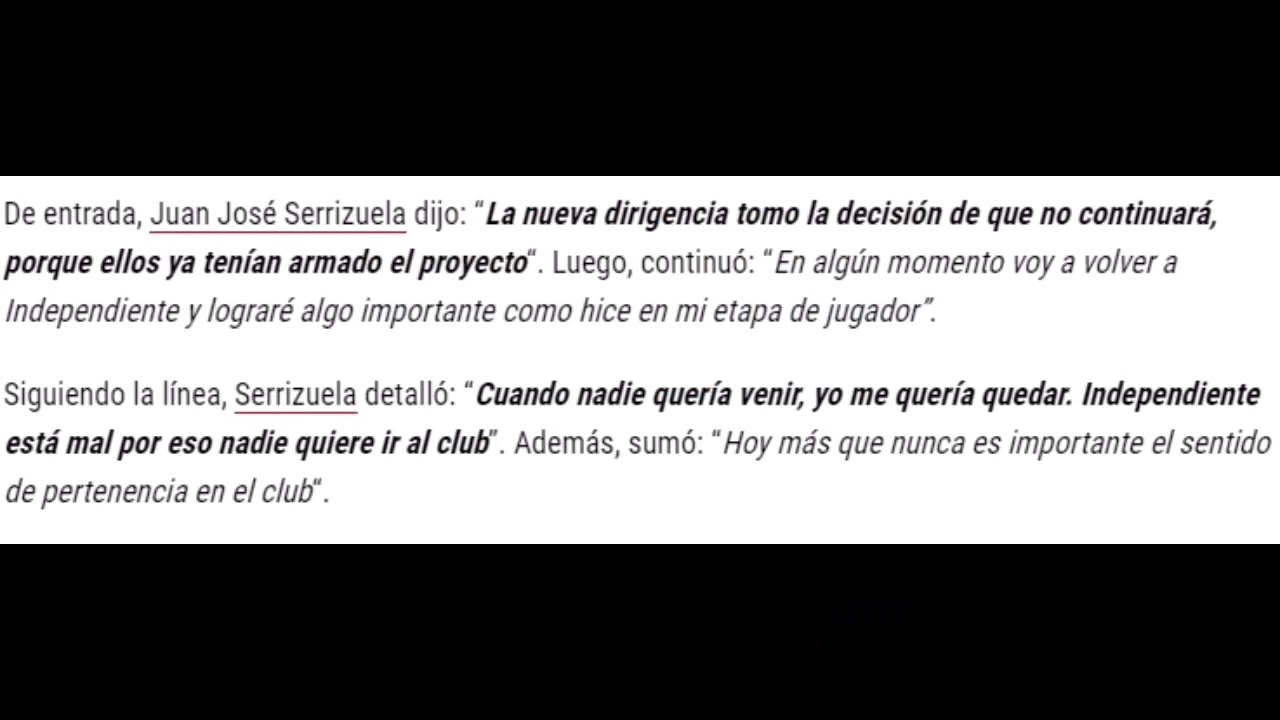 De entrada, Juan José Serrizuela dijo: “La nueva dirigencia tomo la decisión de que no continuará,
porque ellos ya tenían armado el proyecto“. Luego, continuó: “En algún momento voy a volver a
Independiente y lograré algo importante como hice en mi etapa de jugador”.
Siguiendo la línea, Serrizuela detalló: “Cuando nadie quería venir, yo me quería quedar. Independiente
está mal por eso nadie quiere ir al club”. Además, sumó: “Hoy más que nunca es importante el sentido
de pertenencia en el club“.